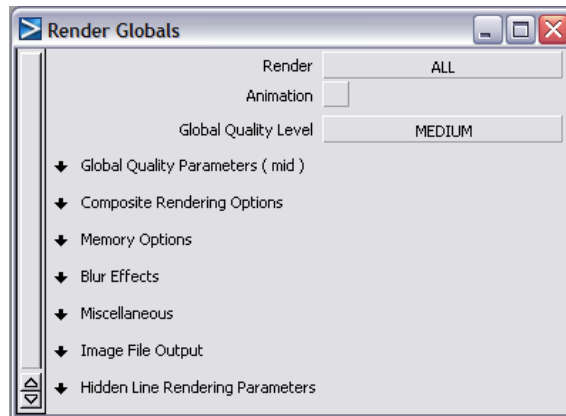 Render Globals
Render ALL
Animation
Global Quality Level MEDIUM
Global Quality Parameters ( mid )
Composite Rendering Options
Memory Options
Blur Effects
Miscellaneous
Image File Output
Hidden Line Rendering Parameters